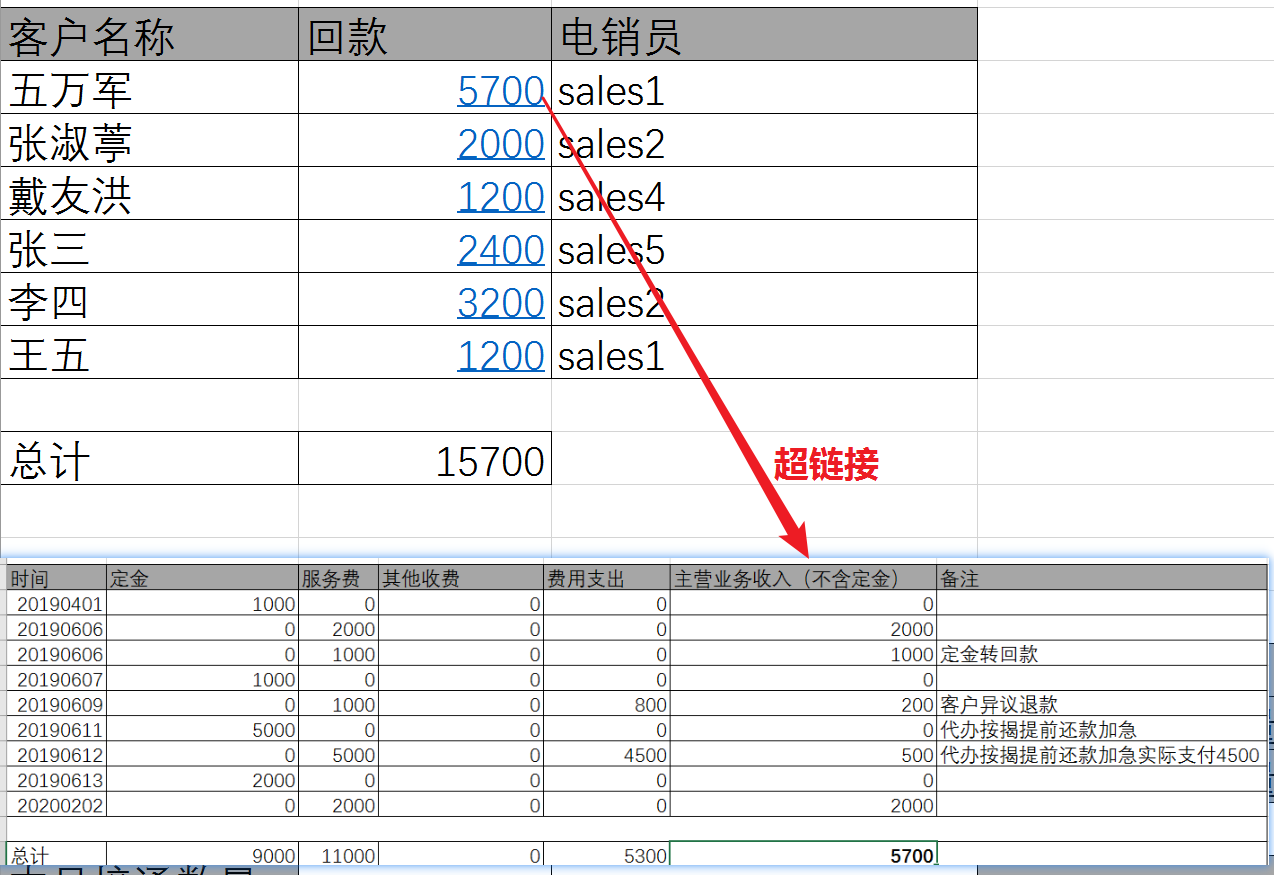 客户名称 回款 电销员
五万军 5700 sales1
张淑葶 2000 sales2
戴友洪 1200 sales4
张三 2400 sales5
李四 3200 sales2
王五 1200 sales1
总计 15700
超链接
时间 定金 服务费 其他收费 费用支出 主营业务收入（不含定金） 备注
20190401 1000 0 0 0 0
20190606 0 2000 0 0 2000
20190606 0 1000 0 0 1000 定金转回款
20190607 1000 0 0 0 0
20190609 0 1000 0 800 200 客户异议退款
20190611 5000 0 0 0 0 代办按揭提前还款加急
20190612 0 5000 0 4500 500 代办按揭提前还款加急实际支付4500
20190613 2000 0 0 0 0
20200202 0 2000 0 0 2000
总计 9000 11000 0 5300 5700